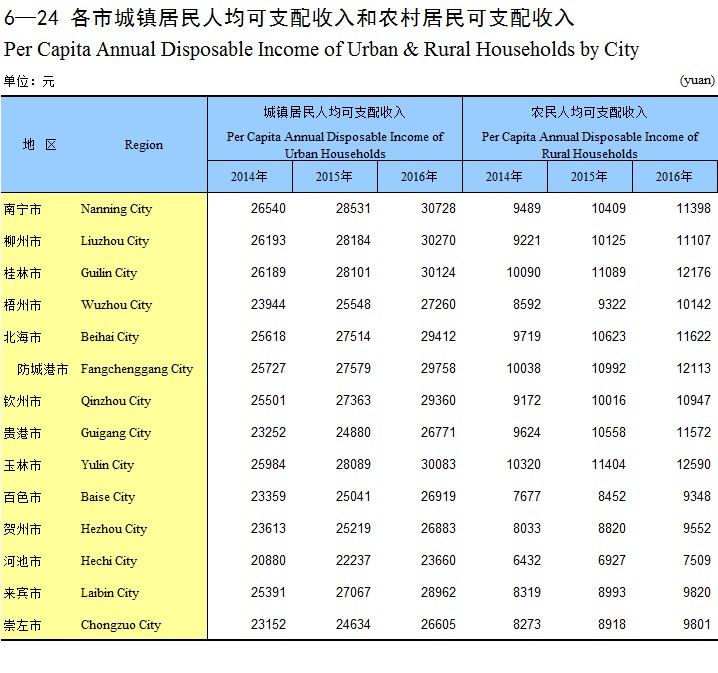 6—24 各市城镇居民人均可支配收入和农村居民可支配收入
Per Capita Annual Disposable Income of Urban & Rural Households by City
单位：元 (yuan)
地 区 Region 城镇居民人均可支配收入 农民人均可支配收入
Per Capita Annual Disposable Income of Urban Households Per Capita Annual Disposable Income of Rural Households
2014年 2015年 2016年 2014年 2015年 2016年
南宁市 Nanning City 26540 28531 30728 9489 10409 11398
柳州市 Liuzhou City 26193 28184 30270 9221 10125 11107
桂林市 Guilin City 26189 28101 30124 10090 11089 12176
梧州市 Wuzhou City 23944 25548 27260 8592 9322 10142
北海市 Beihai City 25618 27514 29412 9719 10623 11622
防城港市 Fangchenggang City 25727 27579 29758 10038 10992 12113
钦州市 Qinzhou City 25501 27363 29360 9172 10016 10947
贵港市 Guigang City 23252 24880 26771 9624 10558 11572
玉林市 Yulin City 25984 28089 30083 10320 11404 12590
百色市 Baise City 23359 25041 26919 7677 8452 9348
贺州市 Hezhou City 23613 25219 26883 8033 8820 9552
河池市 Hechi City 20880 22237 23660 6432 6927 7509
来宾市 Laibin City 25391 27067 28962 8319 8993 9820
崇左市 Chongzuo City 23152 24634 26605 8273 8918 9801